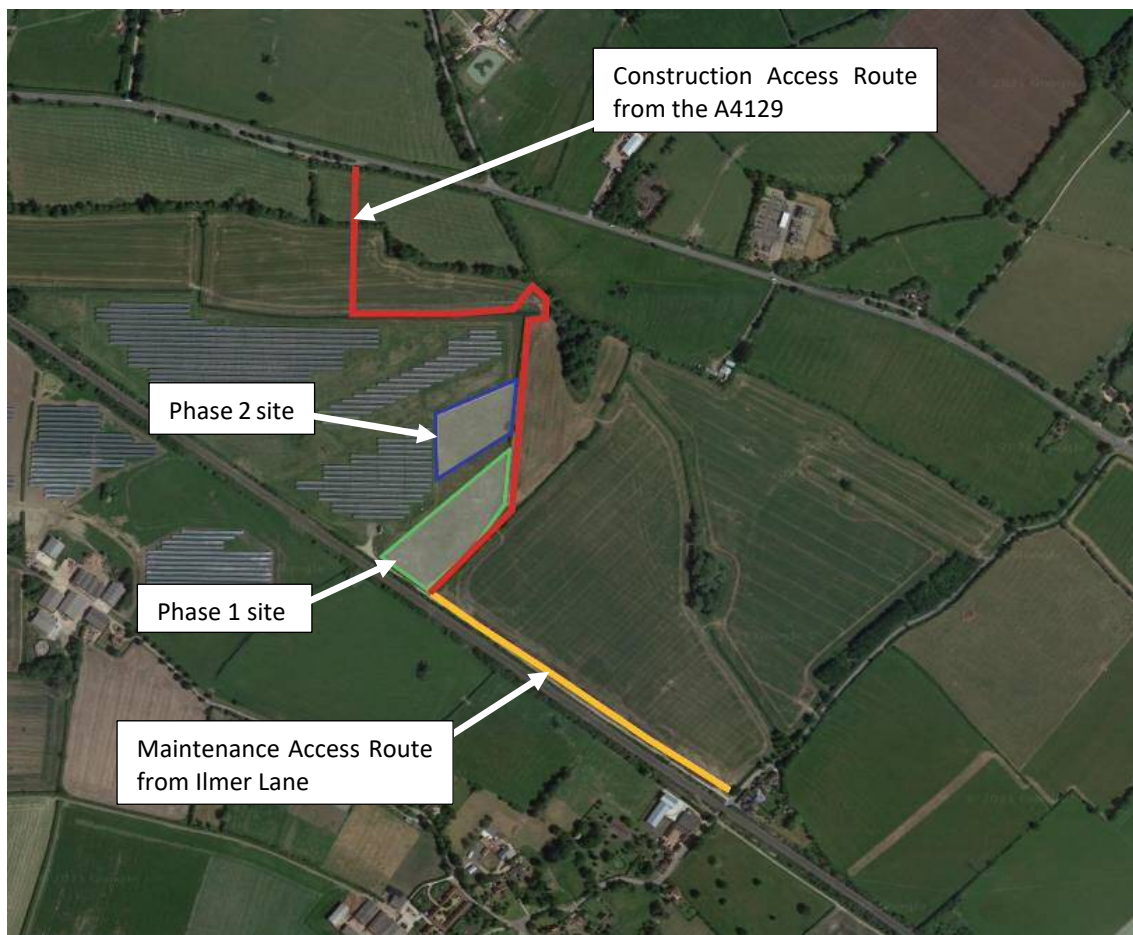 Construction Access Route
from the A4129
Phase 2 site
Phase 1 site
Maintenance Access Route
from Ilmer Lane